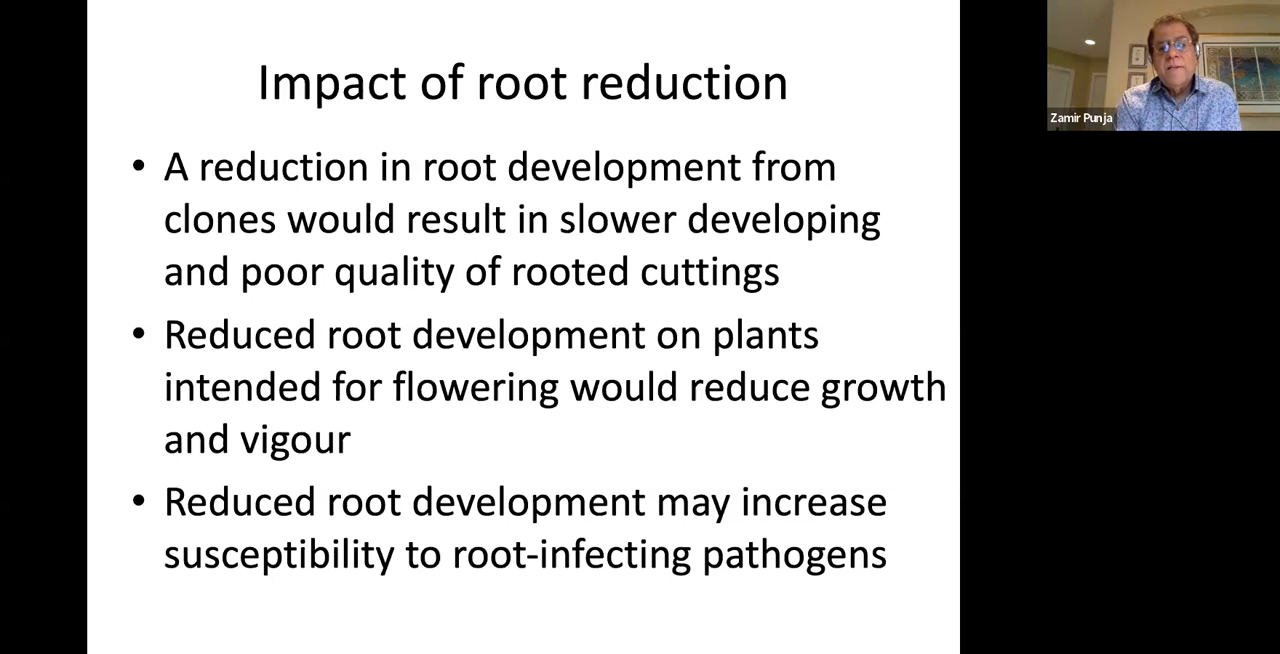 Impact of root reduction
• A reduction in root development from
clones would result in slower developing
and poor quality of rooted cuttings
• Reduced root development on plants
intended for flowering would reduce growth
and vigour
• Reduced root development may increase
susceptibility to root-infecting pathogens
Zamir Punja